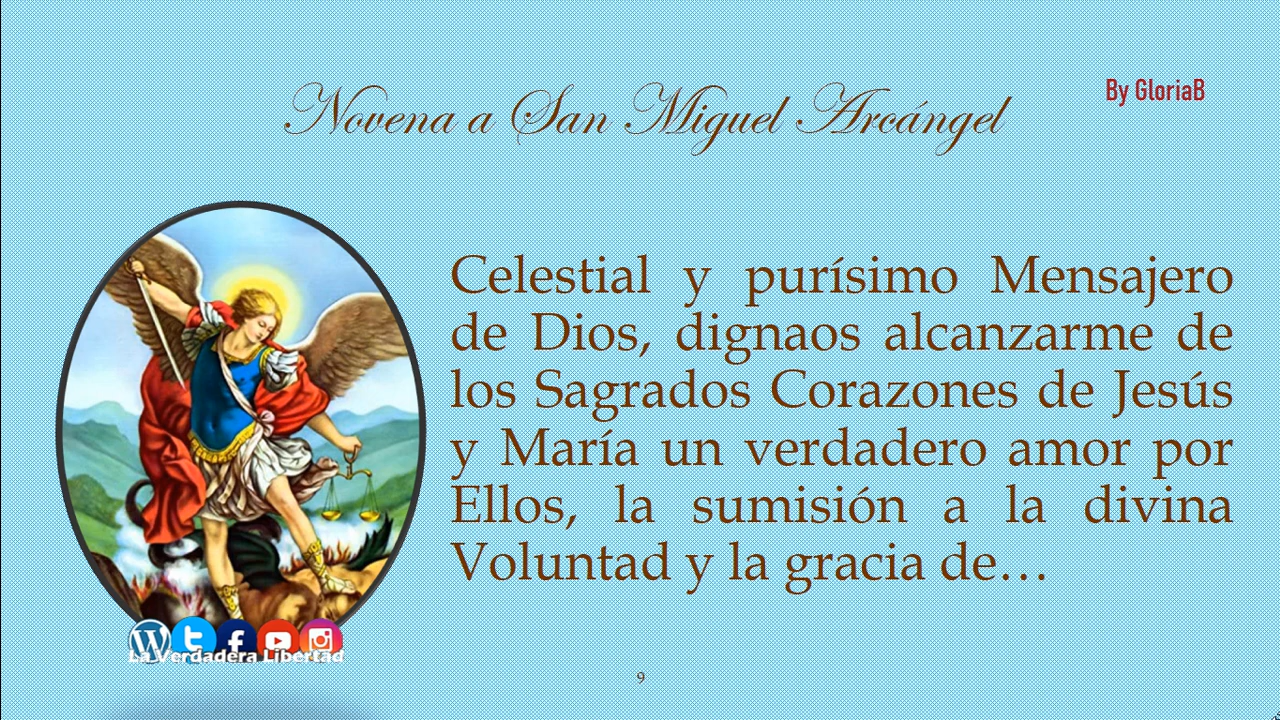 Novena a San Miguel Arcángel
By GloriaB
Celestial y purísimo Mensajero
de Dios, dignaos alcanzarme de
los Sagrados Corazones de Jesús
y María un verdadero amor por
Ellos, la sumisión a la divina
Voluntad y la gracia de…
La Verdadera Libertad
9